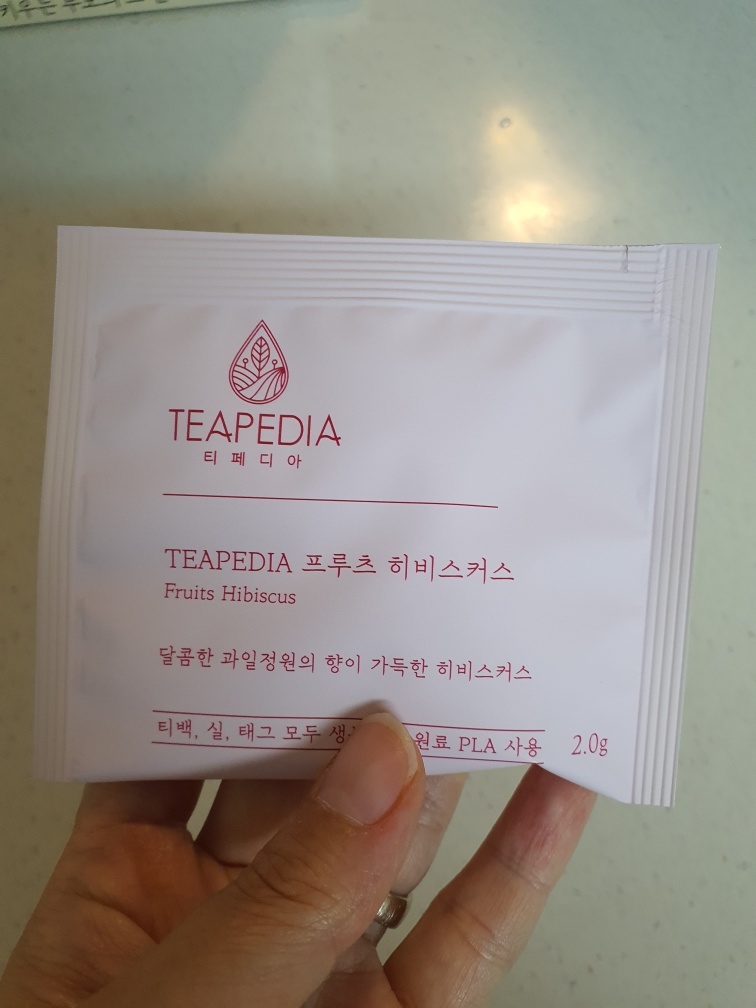 TEAPEDIA
티페디아
TEAPEDIA 프루츠 히비스커스
Fruits Hibiscus
달콤한 과일정원의 향이 가득한 히비스커스
티백, 실, 태그 모두 원료 PLA 사용 2.0g